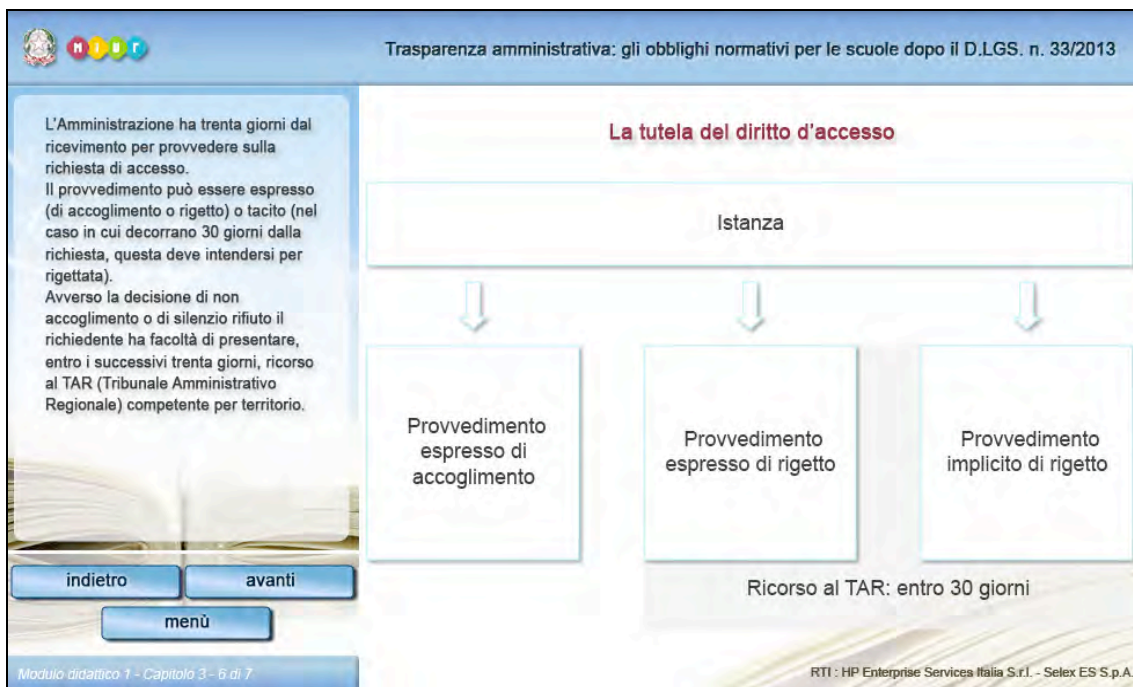 MIUR
Trasparenza amministrativa: gli obblighi normativi per le scuole dopo il D.LGS. n. 33/2013
L'Amministrazione ha trenta giorni dal
ricevimento per provvedere sulla
richiesta di accesso.
Il provvedimento può essere espresso
(di accoglimento o rigetto) o tacito (nel
caso in cui decorrano 30 giorni dalla
richiesta, questa deve intendersi per
rigettata).
Avverso la decisione di non
accoglimento o di silenzio rifiuto il
richiedente ha facoltà di presentare,
entro i successivi trenta giorni, ricorso
al TAR (Tribunale Amministrativo
Regionale) competente per territorio.
indietro
avanti
menù
La tutela del diritto d'accesso
Istanza
Provvedimento
espresso di
accoglimento
Provvedimento
espresso di rigetto
Provvedimento
implicito di rigetto
Ricorso al TAR: entro 30 giorni
Modulo didattico 1 - Capitolo 3 - 6 di 7
RTI : HP Enterprise Services Italia S.r.l. - Selex ES S.p.A.